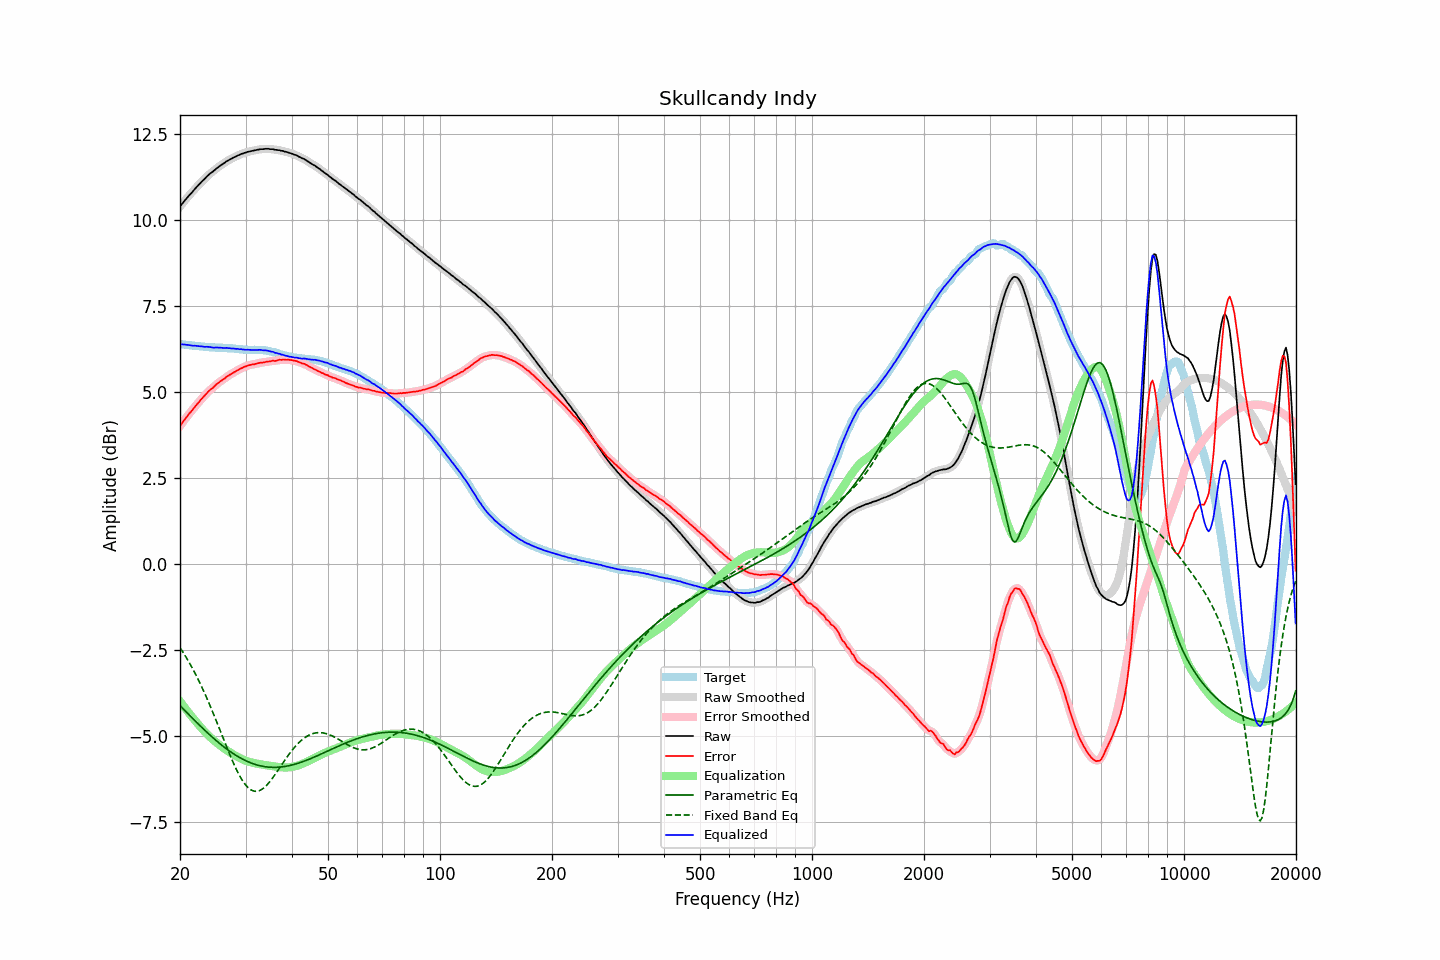 Skullcandy Indy
Amplitude (dBr)
12.5
10.0
7.5
5.0
2.5
0.0
−2.5
−5.0
−7.5
Target
Raw Smoothed
Error Smoothed
Raw
Error
Equalization
Parametric Eq
Fixed Band Eq
Equalized
20 50 100 200 500 1000 2000 5000 10000 20000
Frequency (Hz)